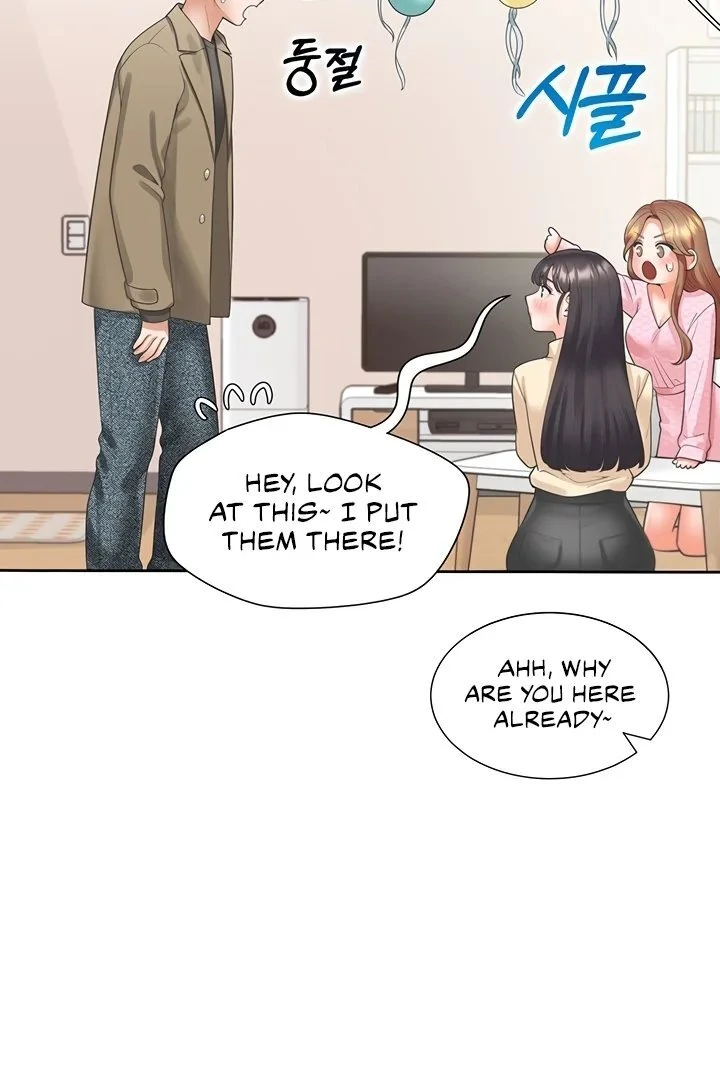 둥절
시끌
HEY, LOOK
AT THIS~ I PUT
THEM THERE!
AHH, WHY
ARE YOU HERE
ALREADY~